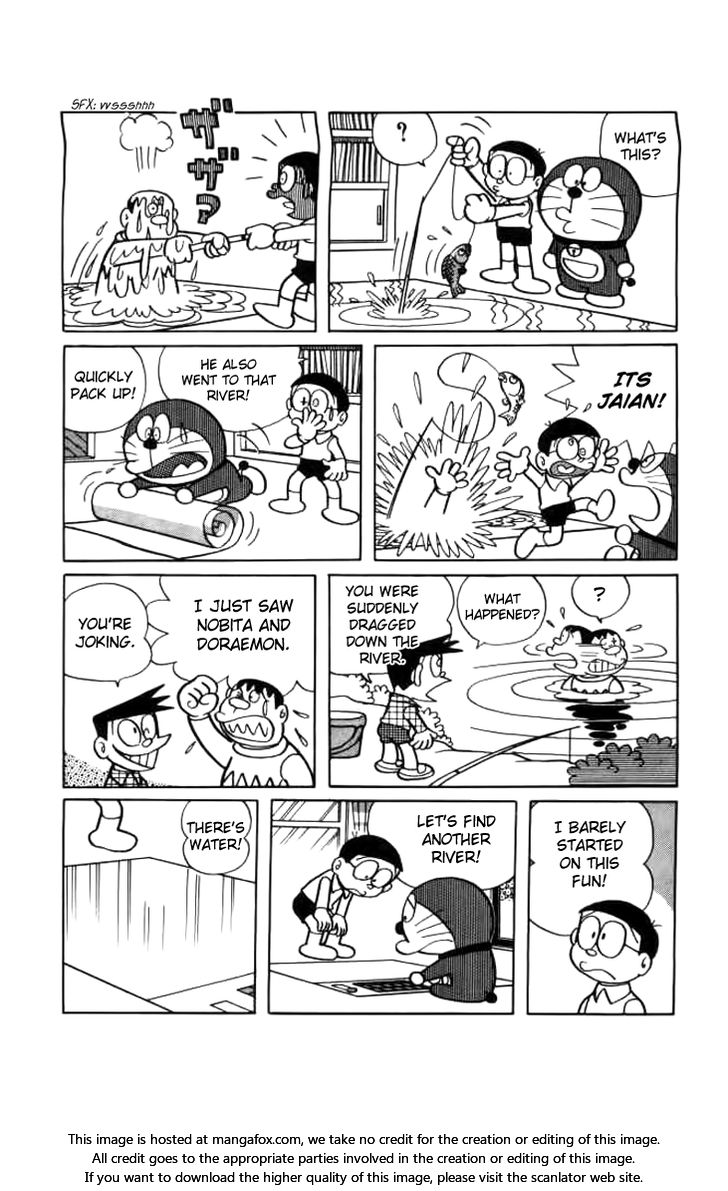 WHAT'S
THIS?
?
SFX: wssshhh
ザザァ
ITS
JAIAN!
HE ALSO
WENT TO THAT
RIVER!
QUICKLY
PACK UP!
?
WHAT
HAPPENED?
YOU WERE
SUDDENLY
DRAGGED
DOWN THE
RIVER.
I JUST SAW
NOBITA AND
DORAEMON.
YOU'RE
JOKING.
I BARELY
STARTED
ON THIS
FUN!
LET'S FIND
ANOTHER
RIVER!
THERE'S
WATER!
This image is hosted at mangafox.com, we take no credit for the creation or editing of this image.
All credit goes to the appropriate parties involved in the creation or editing of this image.
If you want to download the higher quality of this image, please visit the scanlator web site.